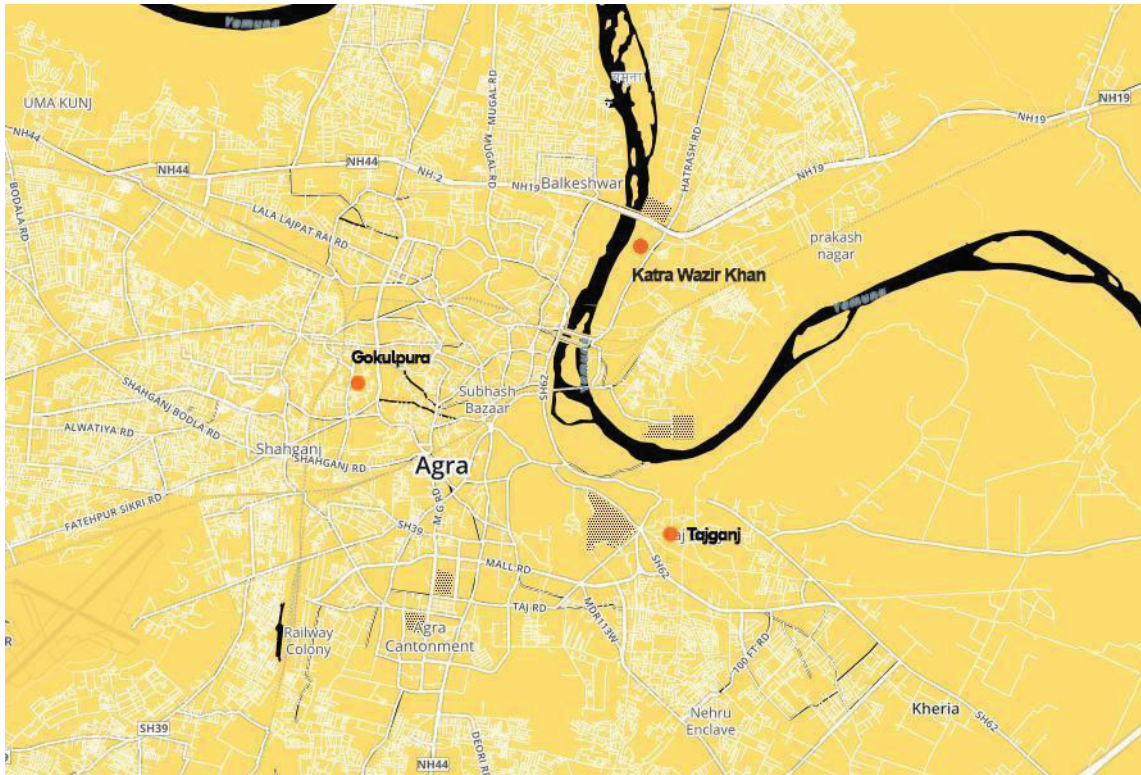 Yamuna
UMA KUNJ
यमुना
MUGAL RD
MUGAL RD
HATRASH RD
NH19
NH19
NH44
NH44
NH44
NH-2
NH19
NH19
Balkeshwar
BODALA RD
LALA LAJPAT RAI RD
prakash
nagar
Katra Wazir Khan
Yamuna
Gokulpura
SH62
Subhash
Bazaar
SHAHGANJ BODLA RD
ALWATIYA RD
Shahganj
SHAHGANJ RD
Agra
M.G RD
FATEHPUR SIKRI RD
SH39
Tajganj
MALL RD
SH62
TAJ RD
MDR113W
Railway
Colony
Agra
Cantonment
100 FT RD
R
Nehru
Enclave
Kheria
SH62
SH39
NH44
DEORI R